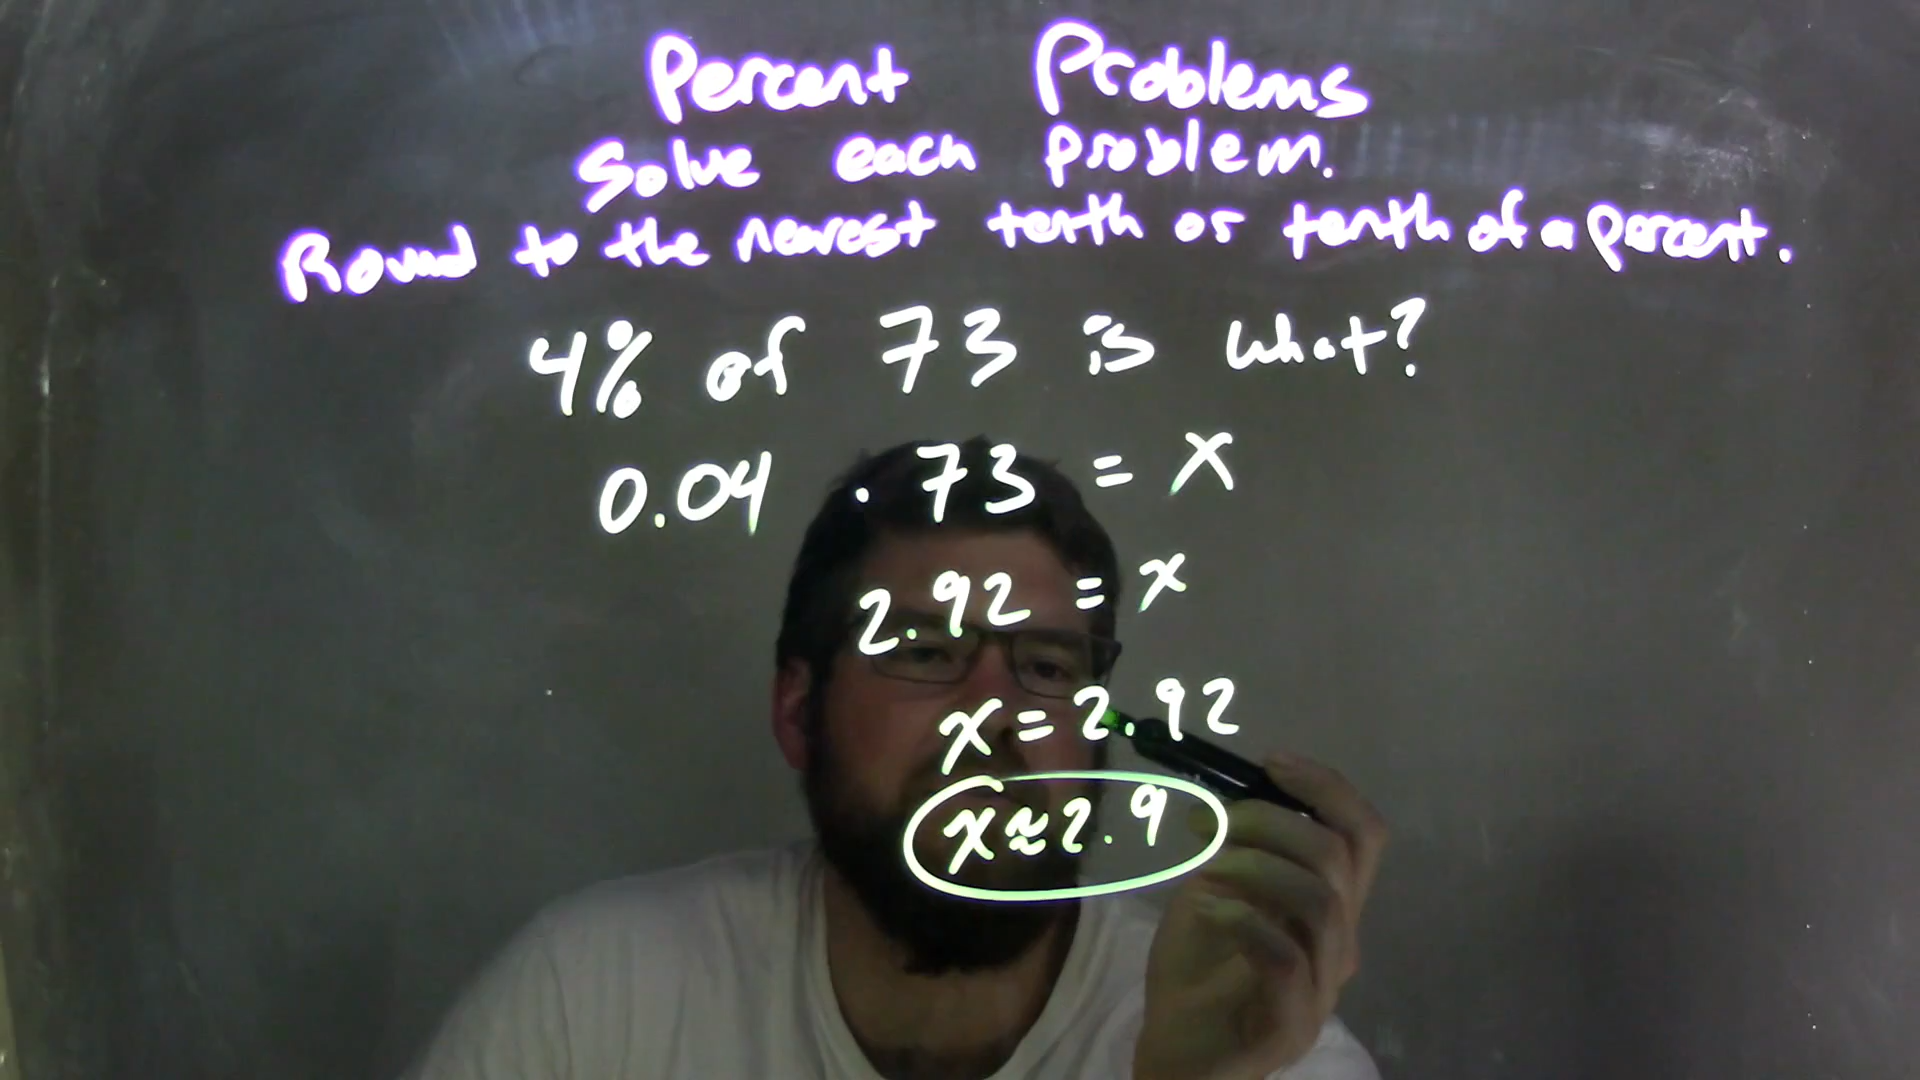 Percent Problems
Solve each problem.
Round to the nearest tenth or tenth of a percent.
4% of 73 is what?
0.04 · 73 = x
2.92 = x
x = 2.92
x ≈ 2.9